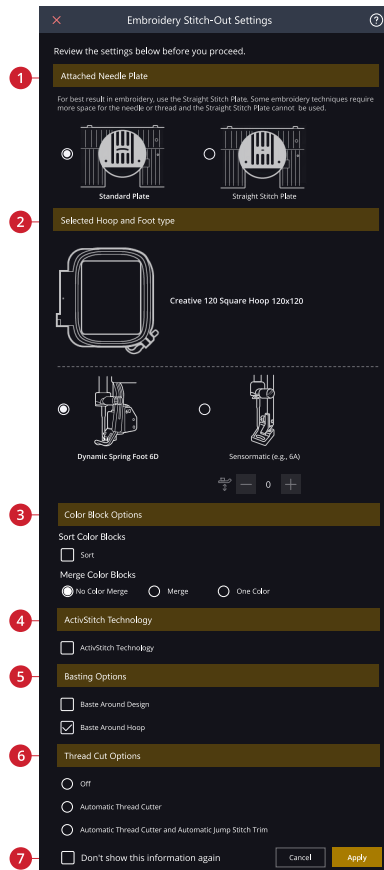 Embroidery Stitch-Out Settings
?
Review the settings below before you proceed.
1
Attached Needle Plate
For best result in embroidery, use the Straight Stitch Plate. Some embroidery techniques require
more space for the needle or thread and the Straight Stitch Plate cannot be used.
Standard Plate
Straight Stitch Plate
2
Selected Hoop and Foot type
Creative 120 Square Hoop 120x120
Dynamic Spring Foot 6D
Sensormatic (e.g., 6A)
0
3
Color Block Options
Sort Color Blocks
Sort
Merge Color Blocks
No Color Merge
Merge
One Color
4
ActivStitch Technology
ActivStitch Technology
5
Basting Options
Baste Around Design
Baste Around Hoop
6
Thread Cut Options
Off
Automatic Thread Cutter
Automatic Thread Cutter and Automatic Jump Stitch Trim
7
Don't show this information again
Cancel
Apply